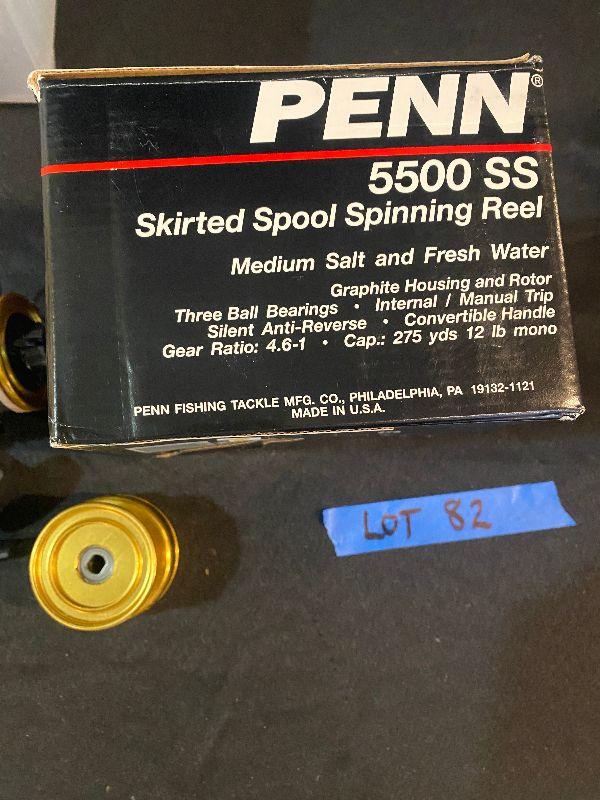 PENN®
5500 SS
Skirted Spool Spinning Reel
Medium Salt and Fresh Water
Graphite Housing and Rotor
Three Ball Bearings • Internal / Manual Trip
Silent Anti-Reverse • Convertible Handle
Gear Ratio: 4.6-1 • Cap.: 275 yds 12 lb mono
PENN FISHING TACKLE MFG. CO., PHILADELPHIA, PA 19132-1121
MADE IN U.S.A.
LOT 82